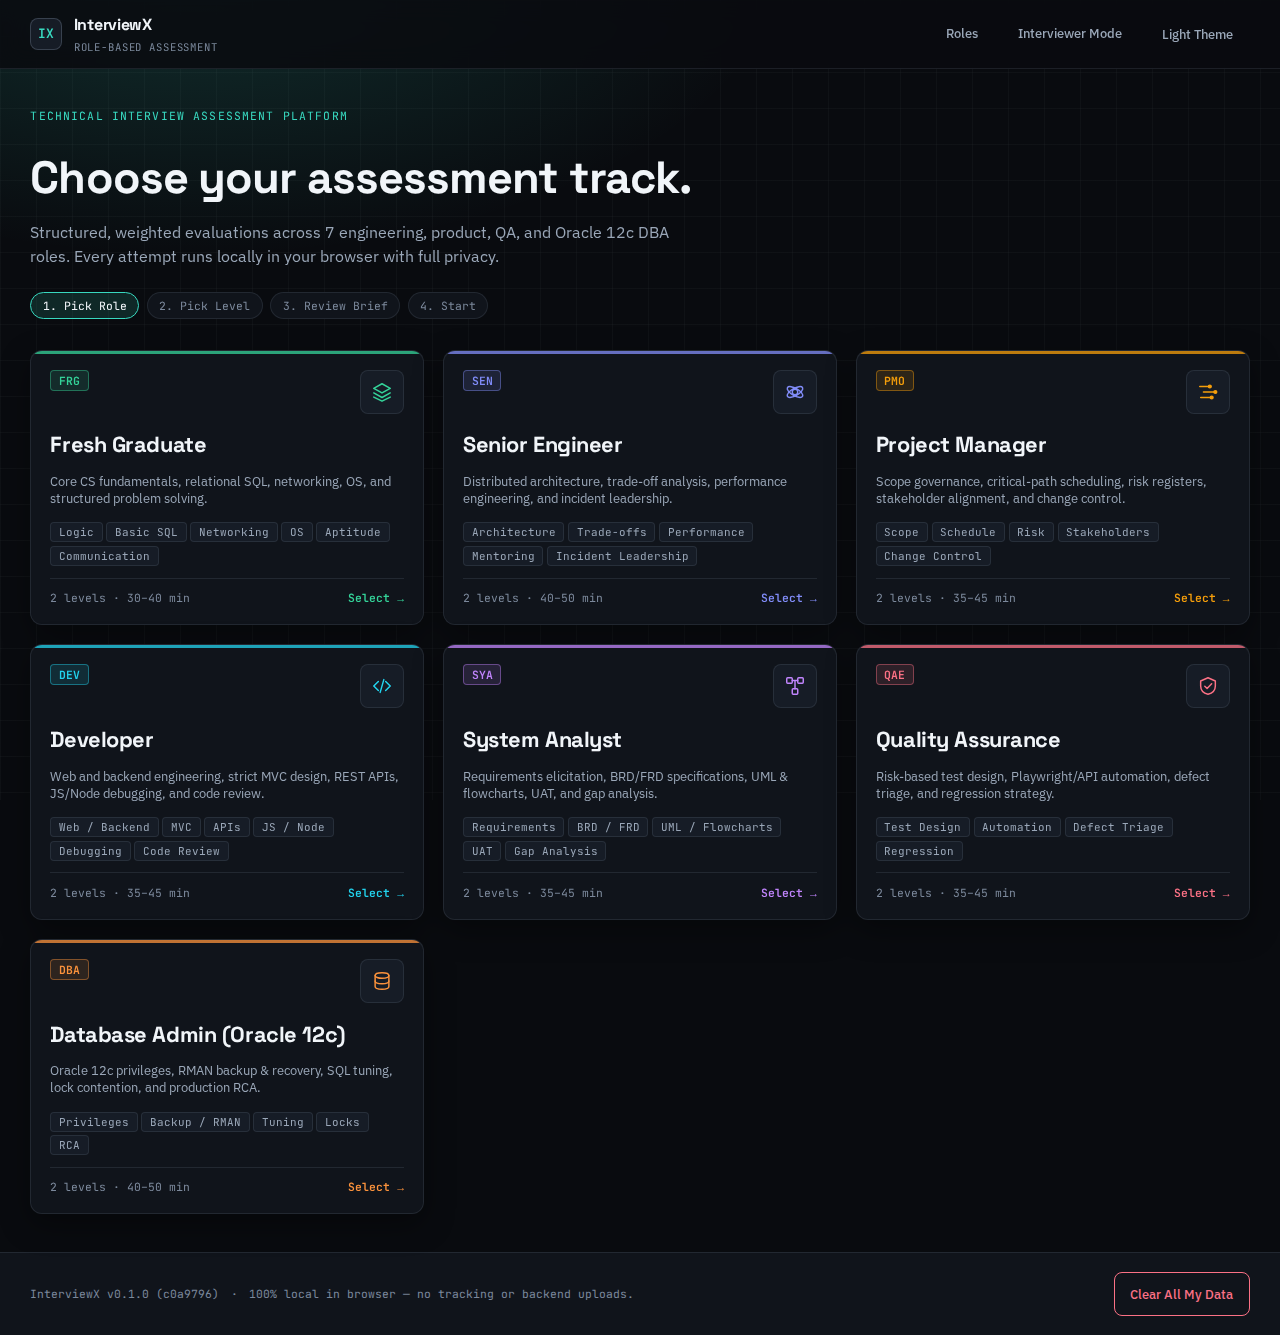 IX
InterviewX
ROLE-BASED ASSESSMENT
Roles
Interviewer Mode
Light Theme
TECHNICAL INTERVIEW ASSESSMENT PLATFORM
Choose your assessment track.
Structured, weighted evaluations across 7 engineering, product, QA, and Oracle 12c DBA
roles. Every attempt runs locally in your browser with full privacy.
1. Pick Role
2. Pick Level
3. Review Brief
4. Start
FRG
Fresh Graduate
Core CS fundamentals, relational SQL, networking, OS, and
structured problem solving.
Logic Basic SQL Networking OS Aptitude
Communication
2 levels · 30–40 min Select →
SEN
Senior Engineer
Distributed architecture, trade-off analysis, performance
engineering, and incident leadership.
Architecture Trade-offs Performance
Mentoring Incident Leadership
2 levels · 40–50 min Select →
PMO
Project Manager
Scope governance, critical-path scheduling, risk registers,
stakeholder alignment, and change control.
Scope Schedule Risk Stakeholders
Change Control
2 levels · 35–45 min Select →
DEV
Developer
Web and backend engineering, strict MVC design, REST APIs,
JS/Node debugging, and code review.
Web / Backend MVC APIs JS / Node
Debugging Code Review
2 levels · 35–45 min Select →
SYA
System Analyst
Requirements elicitation, BRD/FRD specifications, UML &
flowcharts, UAT, and gap analysis.
Requirements BRD / FRD UML / Flowcharts
UAT Gap Analysis
2 levels · 35–45 min Select →
QAE
Quality Assurance
Risk-based test design, Playwright/API automation, defect
triage, and regression strategy.
Test Design Automation Defect Triage
Regression
2 levels · 35–45 min Select →
DBA
Database Admin (Oracle 12c)
Oracle 12c privileges, RMAN backup & recovery, SQL tuning,
lock contention, and production RCA.
Privileges Backup / RMAN Tuning Locks
RCA
2 levels · 40–50 min Select →
InterviewX v0.1.0 (c0a9796) · 100% local in browser — no tracking or backend uploads.
Clear All My Data